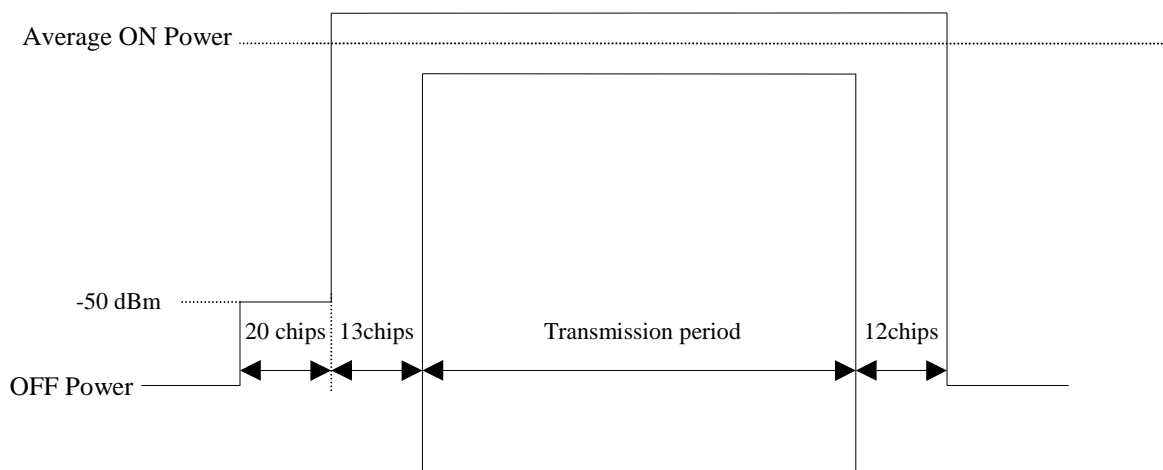 Average ON Power
-50 dBm
20 chips
13chips
Transmission period
12chips
OFF Power